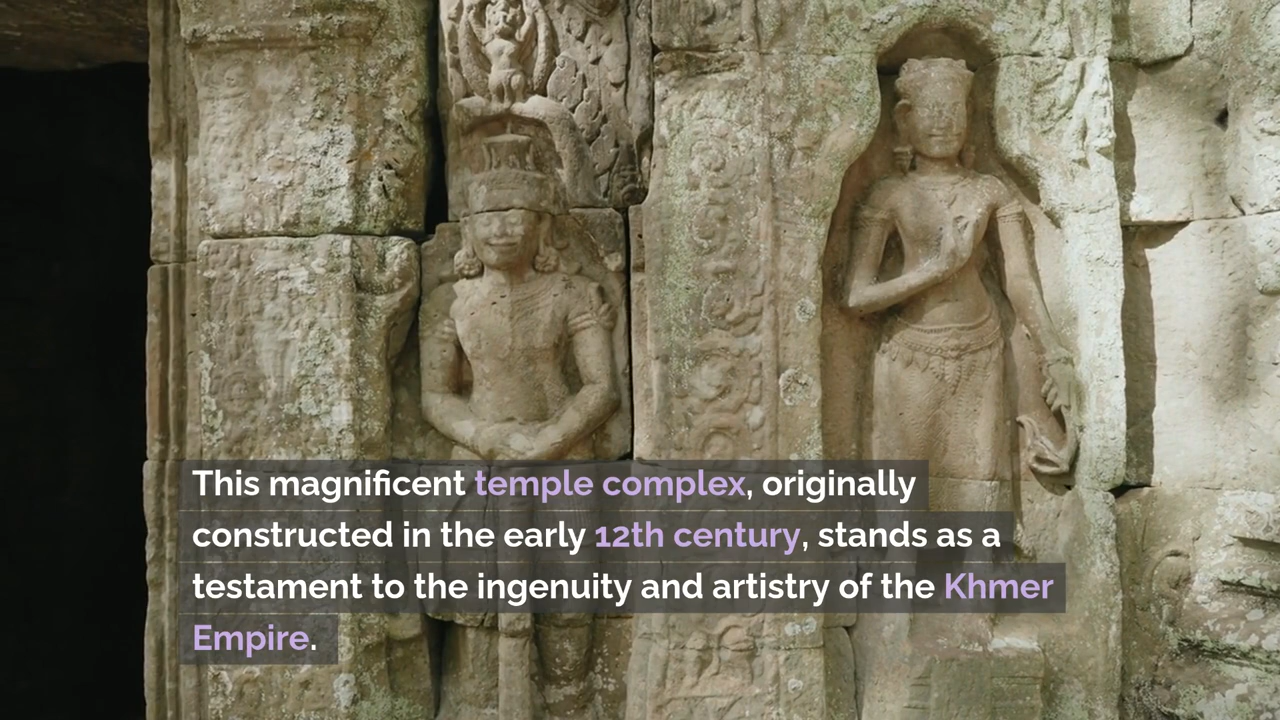 This magnificent temple complex, originally
constructed in the early 12th century, stands as a
testament to the ingenuity and artistry of the Khmer
Empire.